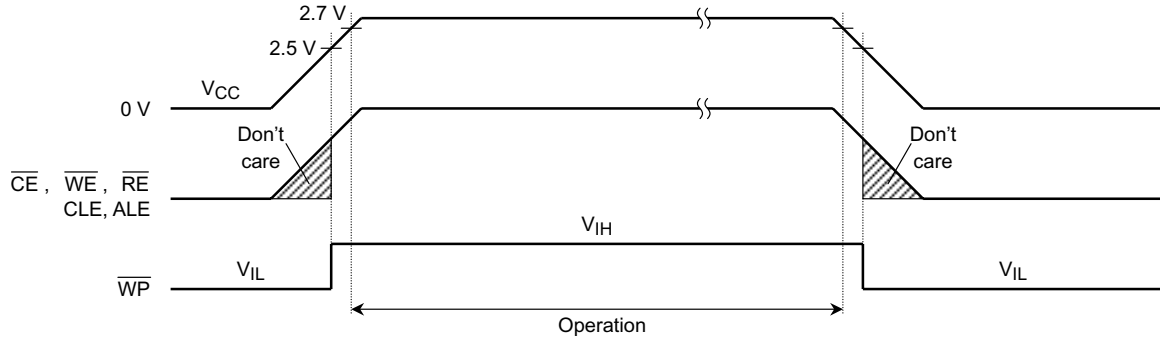 2.7 V
2.5 V
VCC
0 V
Don't
care
Don't
care
CE , WE , RE
CLE, ALE
VIH
VIL
VIL
WP
Operation